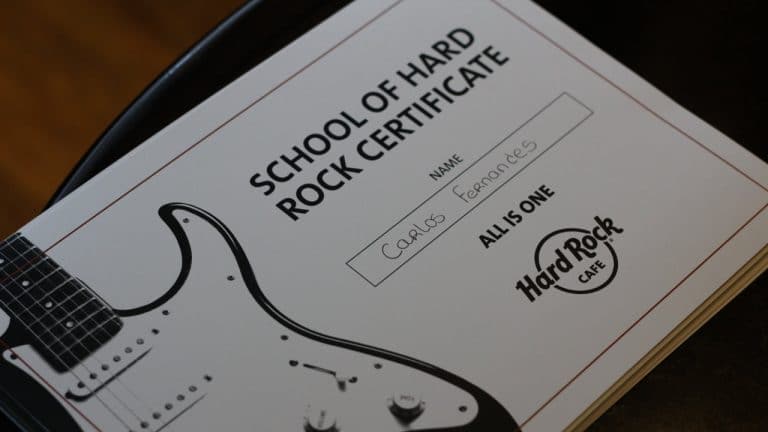 SCHOOL OF HARD
ROCK CERTIFICATE
NAME
Carlos Fernandes
ALL IS ONE
Hard Rock
CAFE